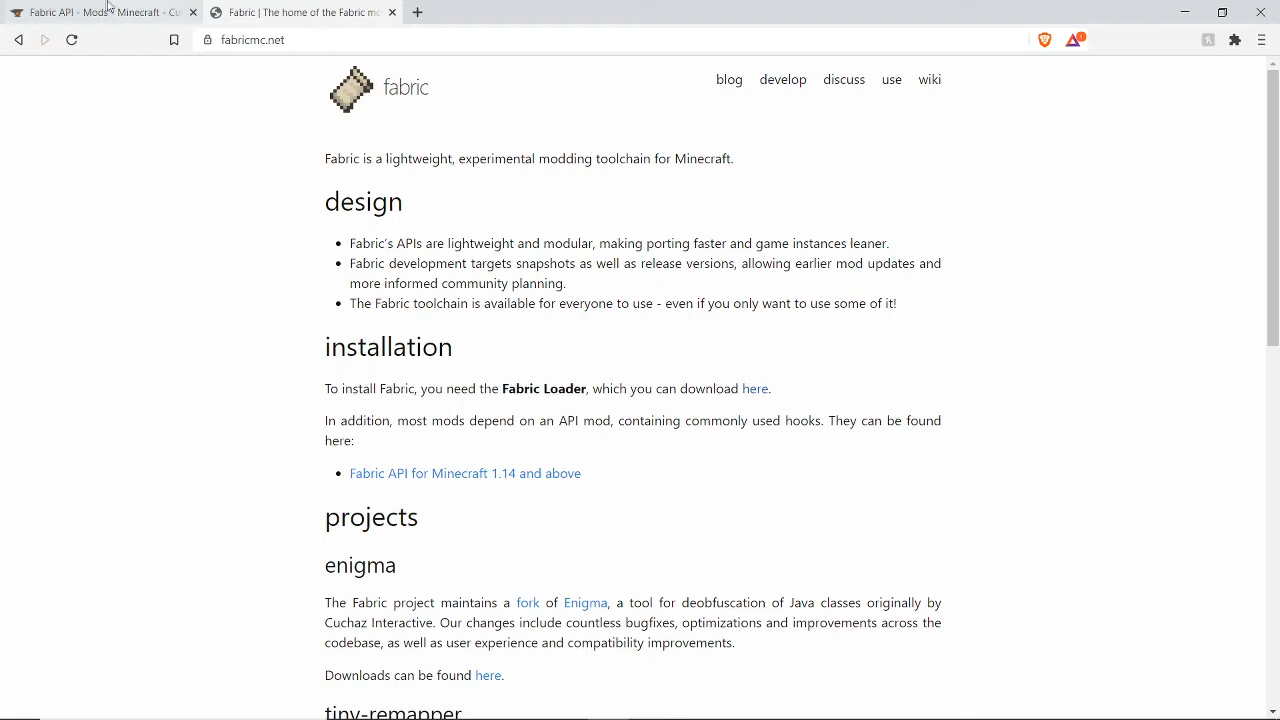 Fabric API - Mods - Minecraft - Cu
Fabric | The home of the Fabric mo
fabricmc.net
1
fabric
blog develop discuss use wiki
Fabric is a lightweight, experimental modding toolchain for Minecraft.
design
Fabric's APIs are lightweight and modular, making porting faster and game instances leaner.
Fabric development targets snapshots as well as release versions, allowing earlier mod updates and
more informed community planning.
The Fabric toolchain is available for everyone to use - even if you only want to use some of it!
installation
To install Fabric, you need the Fabric Loader, which you can download here.
In addition, most mods depend on an API mod, containing commonly used hooks. They can be found
here:
Fabric API for Minecraft 1.14 and above
projects
enigma
The Fabric project maintains a fork of Enigma, a tool for deobfuscation of Java classes originally by
Cuchaz Interactive. Our changes include countless bugfixes, optimizations and improvements across the
codebase, as well as user experience and compatibility improvements.
Downloads can be found here.
tiny-remapper